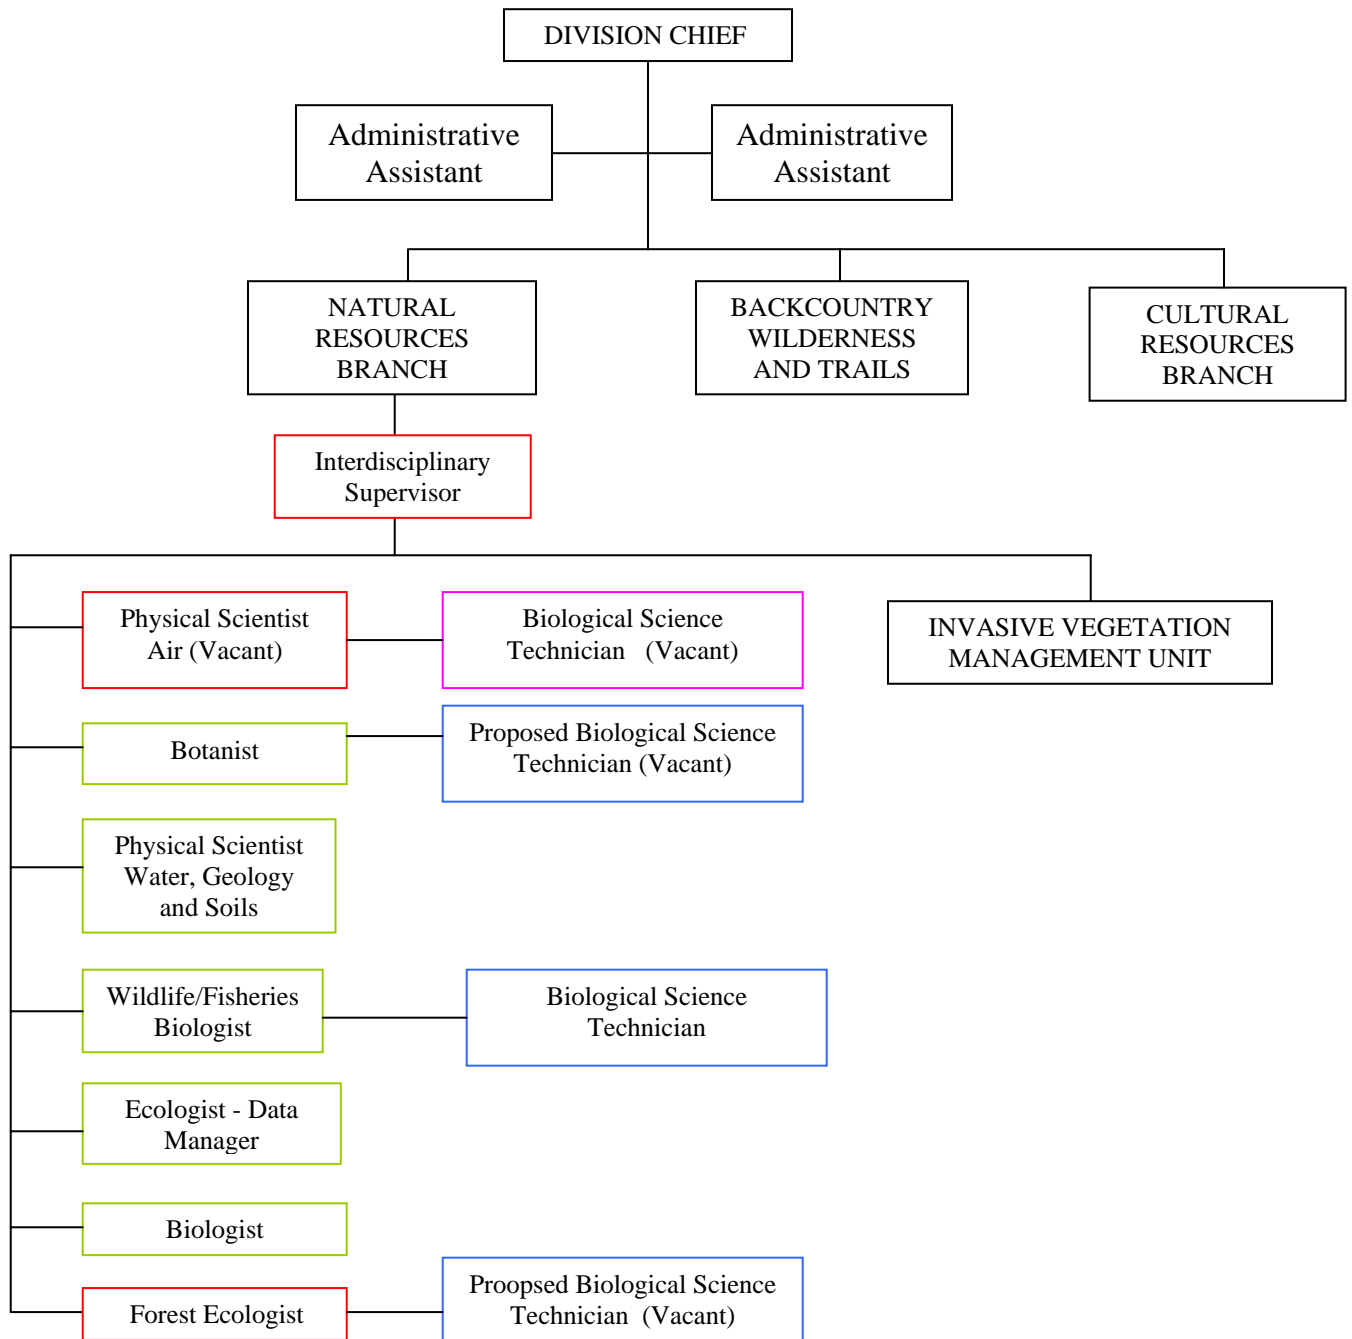 DIVISION CHIEF
Administrative
Assistant
Administrative
Assistant
NATURAL
RESOURCES
BRANCH
BACKCOUNTRY
WILDERNESS
AND TRAILS
CULTURAL
RESOURCES
BRANCH
Interdisciplinary
Supervisor
Physical Scientist
Air (Vacant)
Biological Science
Technician (Vacant)
INVASIVE VEGETATION
MANAGEMENT UNIT
Botanist
Proposed Biological Science
Technician (Vacant)
Physical Scientist
Water, Geology
and Soils
Wildlife/Fisheries
Biologist
Biological Science
Technician
Ecologist - Data
Manager
Biologist
Forest Ecologist
Proopsed Biological Science
Technician (Vacant)